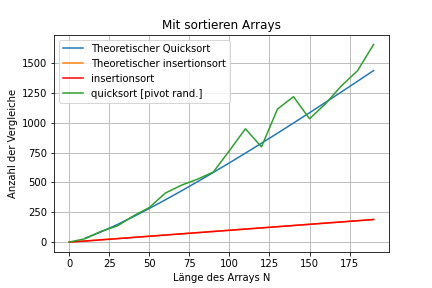 Mit sortieren Arrays
Theoretischer Quicksort
Theoretischer insertionsort
insertionsort
quicksort [pivot rand.]
Anzahl der Vergleiche
1500
1250
1000
750
500
250
0
0 25 50 75 100 125 150 175
Länge des Arrays N